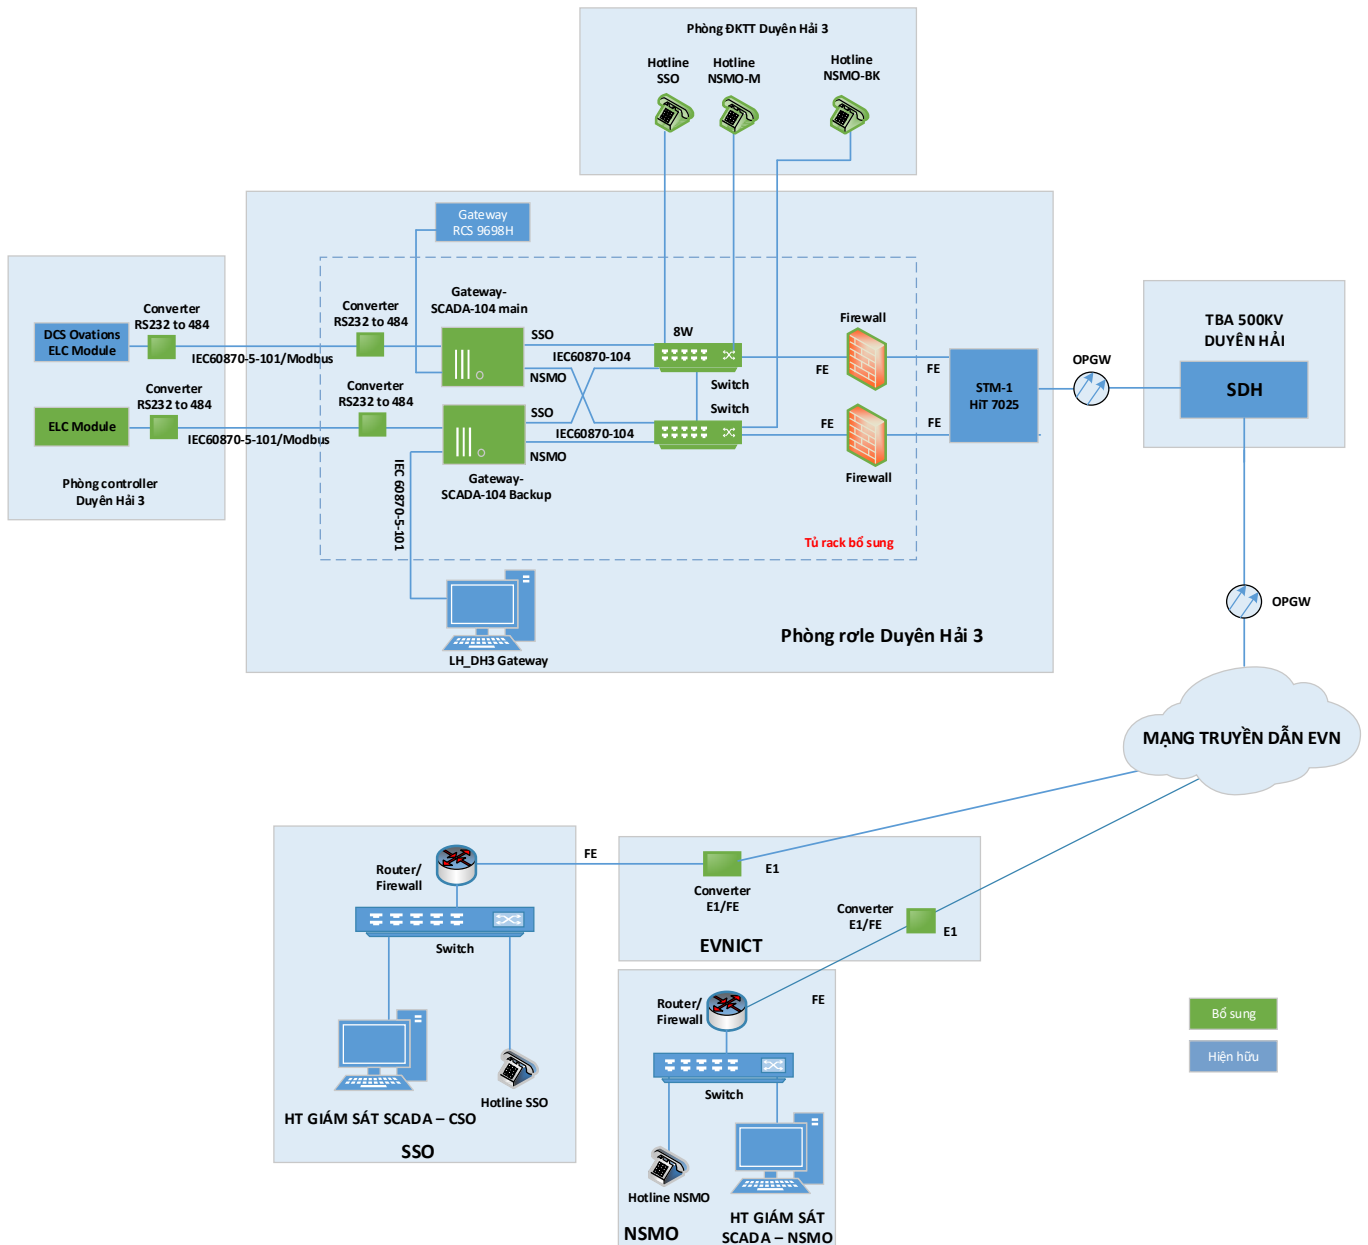 Phòng ĐKTT Duyên Hải 3
Hotline
SSO
Hotline
NSMO-M
Hotline
NSMO-BK
Gateway
RCS 9698H
Converter
RS232 to 484
DCS Ovations
ELC Module
IEC60870-5-101/Modbus
Converter
RS232 to 484
ELC Module
IEC60870-5-101/Modbus
Phòng controller
Duyên Hải 3
Converter
RS232 to 484
Converter
RS232 to 484
Gateway-
SCADA-104 main
SSO
IEC60870-104
NSMO
SSO
IEC60870-104
NSMO
Gateway-
SCADA-104 Backup
IEC 60870-5-101
8W
Switch
Switch
Firewall
FE
FE
FE
FE
Firewall
Tủ rack bổ sung
STM-1
HiT 7025
OPGW
TBA 500KV
DUYÊN HẢI
SDH
LH_DH3 Gateway
Phòng rơle Duyên Hải 3
OPGW
MẠNG TRUYỀN DẪN EVN
Router/
Firewall
FE
Switch
Hotline SSO
HT GIÁM SÁT SCADA – CSO
SSO
E1
Converter
E1/FE
Converter
E1/FE
E1
EVNICT
Router/
Firewall
FE
Switch
Hotline NSMO
HT GIÁM SÁT
SCADA – NSMO
NSMO
Bổ sung
Hiện hữu